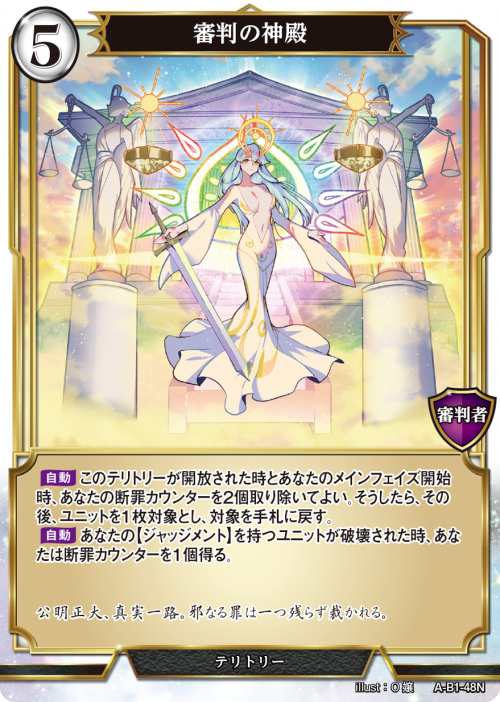 5
審判の神殿
審判者
自動 このテリトリーが開放された時とあなたのメインフェイズ開始
時、あなたの断罪カウンターを2個取り除いてよい。そうしたら、その
後、ユニットを1枚対象とし、対象を手札に戻す。
自動 あなたの【ジャッジメント】を持つユニットが破壊された時、あな
たは断罪カウンターを1個得る。
公明正大、真実一路。邪なる罪は一つ残らず裁かれる。
テリトリー
illust：O嬢 A-B1-48N